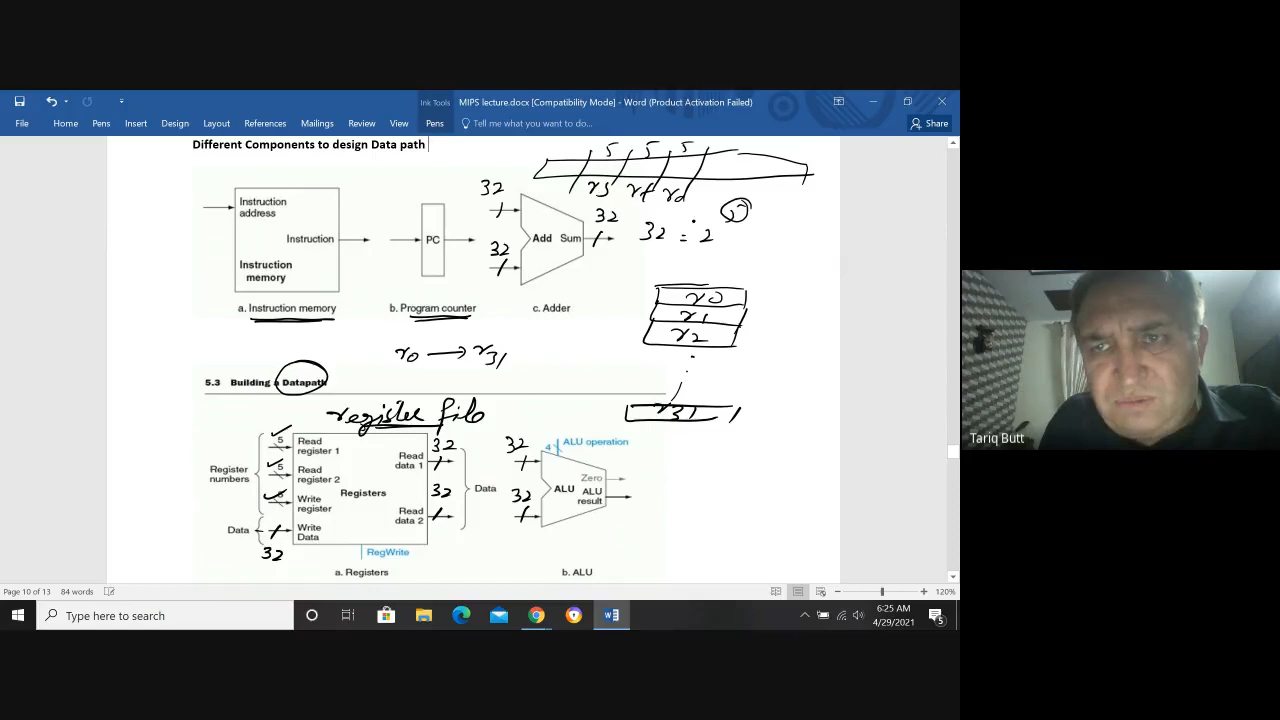 MIPS lecture.docx [Compatibility Mode] - Word (Product Activation Failed)
Ink Tools
File Home Pens Insert Design Layout References Mailings Review View Pens Tell me what you want to do... Share
Different Components to design Data path
5 5 5
rs rt rd
Instruction
address
Instruction
Instruction
memory
PC
32
32
Add Sum
32
32 = 2
a. Instruction memory b. Program counter c. Adder
r0
r1
r2
r31
r0 → r31
5.3 Building a Datapath
register file
Register
numbers
5 Read
register 1
5 Read
register 2
5 Write
register
Data
Write
Data
32
Registers
Read
data 1
32
32
Read
data 2
Data
RegWrite
32
32
4 ALU operation
ALU
Zero
ALU
result
a. Registers b. ALU
Page 10 of 13 84 words 120%
Type here to search
6:25 AM
4/29/2021
5
Tariq Butt